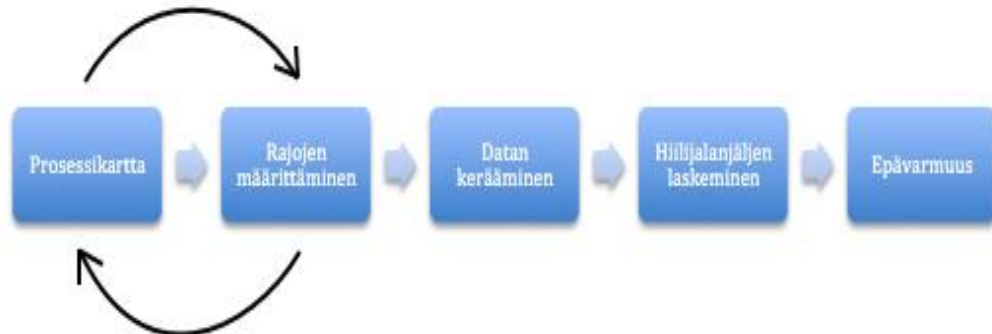 Prosessikartta
Rajojen
määrittäminen
Datan
kerääminen
Hiilijalanjäljen
laskeminen
Epävarmuus